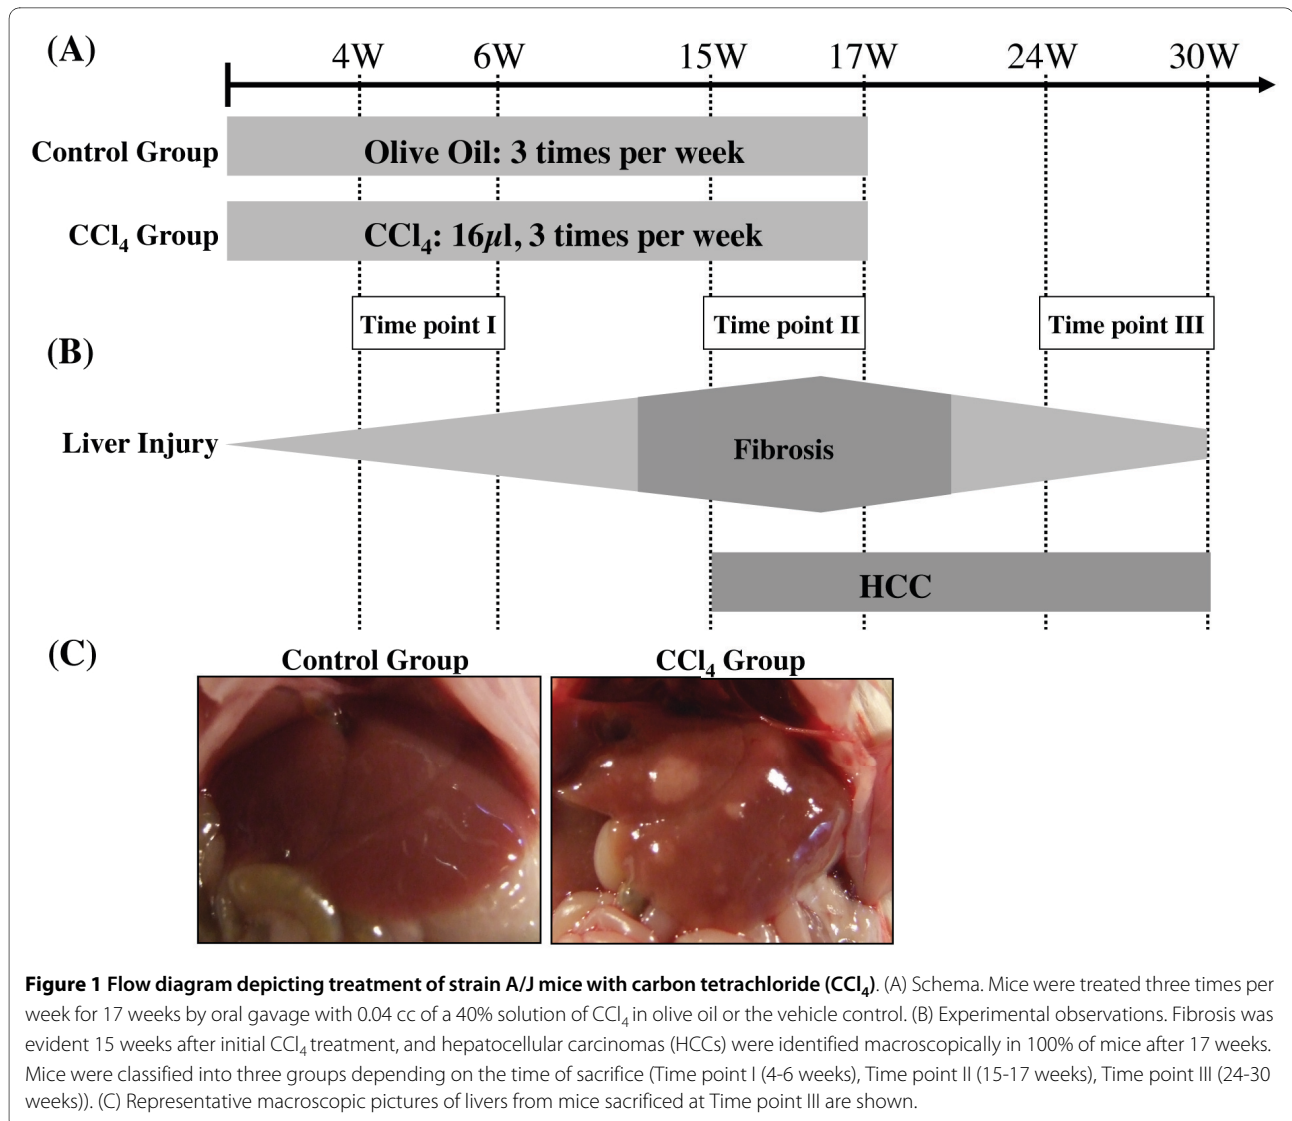 (A)
4W 6W 15W 17W 24W 30W
Control Group
Olive Oil: 3 times per week
CCl₄ Group
CCl₄: 16μl, 3 times per week
Time point I
Time point II
Time point III
(B)
Liver Injury
Fibrosis
HCC
(C)
Control Group
CCl₄ Group
Figure 1 Flow diagram depicting treatment of strain A/J mice with carbon tetrachloride (CCl₄). (A) Schema. Mice were treated three times per
week for 17 weeks by oral gavage with 0.04 cc of a 40% solution of CCl₄ in olive oil or the vehicle control. (B) Experimental observations. Fibrosis was
evident 15 weeks after initial CCl₄ treatment, and hepatocellular carcinomas (HCCs) were identified macroscopically in 100% of mice after 17 weeks.
Mice were classified into three groups depending on the time of sacrifice (Time point I (4-6 weeks), Time point II (15-17 weeks), Time point III (24-30
weeks)). (C) Representative macroscopic pictures of livers from mice sacrificed at Time point III are shown.